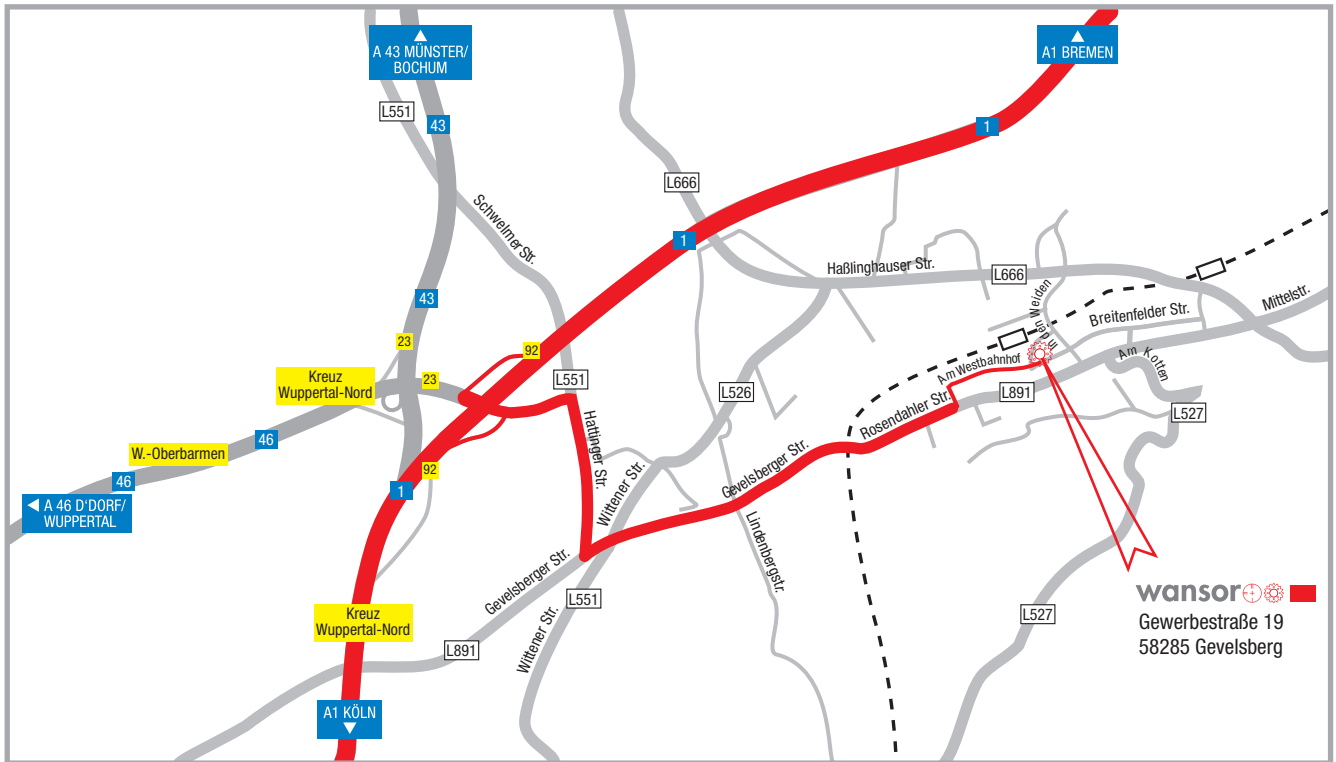 A 43 MÜNSTER/
BOCHUM
A1 BREMEN
L551
43
1
L666
Schwelmer Str.
1
Haßlinghauser Str.
L666
43
In den Weiden
Breitenfelder Str.
Mittelstr.
23
92
Am Westbahnhof
Am Kotten
Kreuz
Wuppertal-Nord
23
L551
L526
L891
Rosendahler Str.
L527
46
W.-Oberbarmen
Hattinger Str.
92
46
1
Wittener Str.
Gevelsberger Str.
A 46 D'DORF/
WUPPERTAL
Lindenbergstr.
Gevelsberger Str.
L551
Kreuz
Wuppertal-Nord
L527
wansor
Gewerbestraße 19
58285 Gevelsberg
L891
Wittener Str.
A1 KÖLN